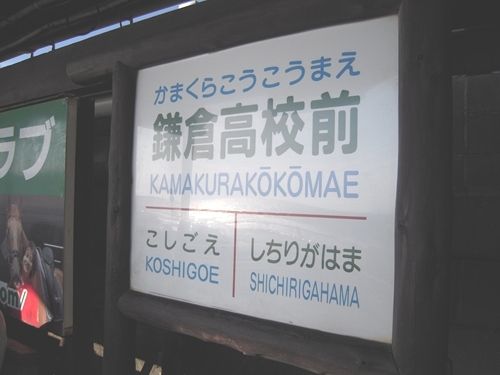 かまくらこうこうまえ
鎌倉高校前
KAMAKURAKŌKŌMAE
こしごえ
KOSHIGOE
しちりがはま
SHICHIRIGAHAMA
ラブ
om/